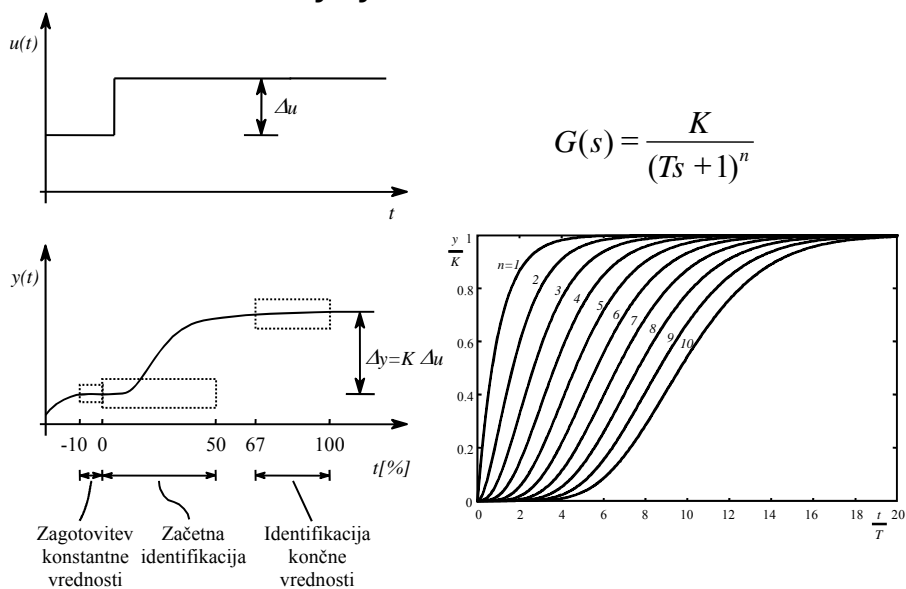 u(t)
Δu
t
G(s) = K / (Ts + 1)^n
y(t)
Δy=K Δu
-10 0 50 67 100
t[%]
Zagotovitev
konstantne
vrednosti
Začetna
identifikacija
Identifikacija
končne
vrednosti
y/K
1
0.8
0.6
0.4
0.2
0
n=1 2 3 4 5 6 7 8 9 10
0 2 4 6 8 10 12 14 16 18 20
t/T